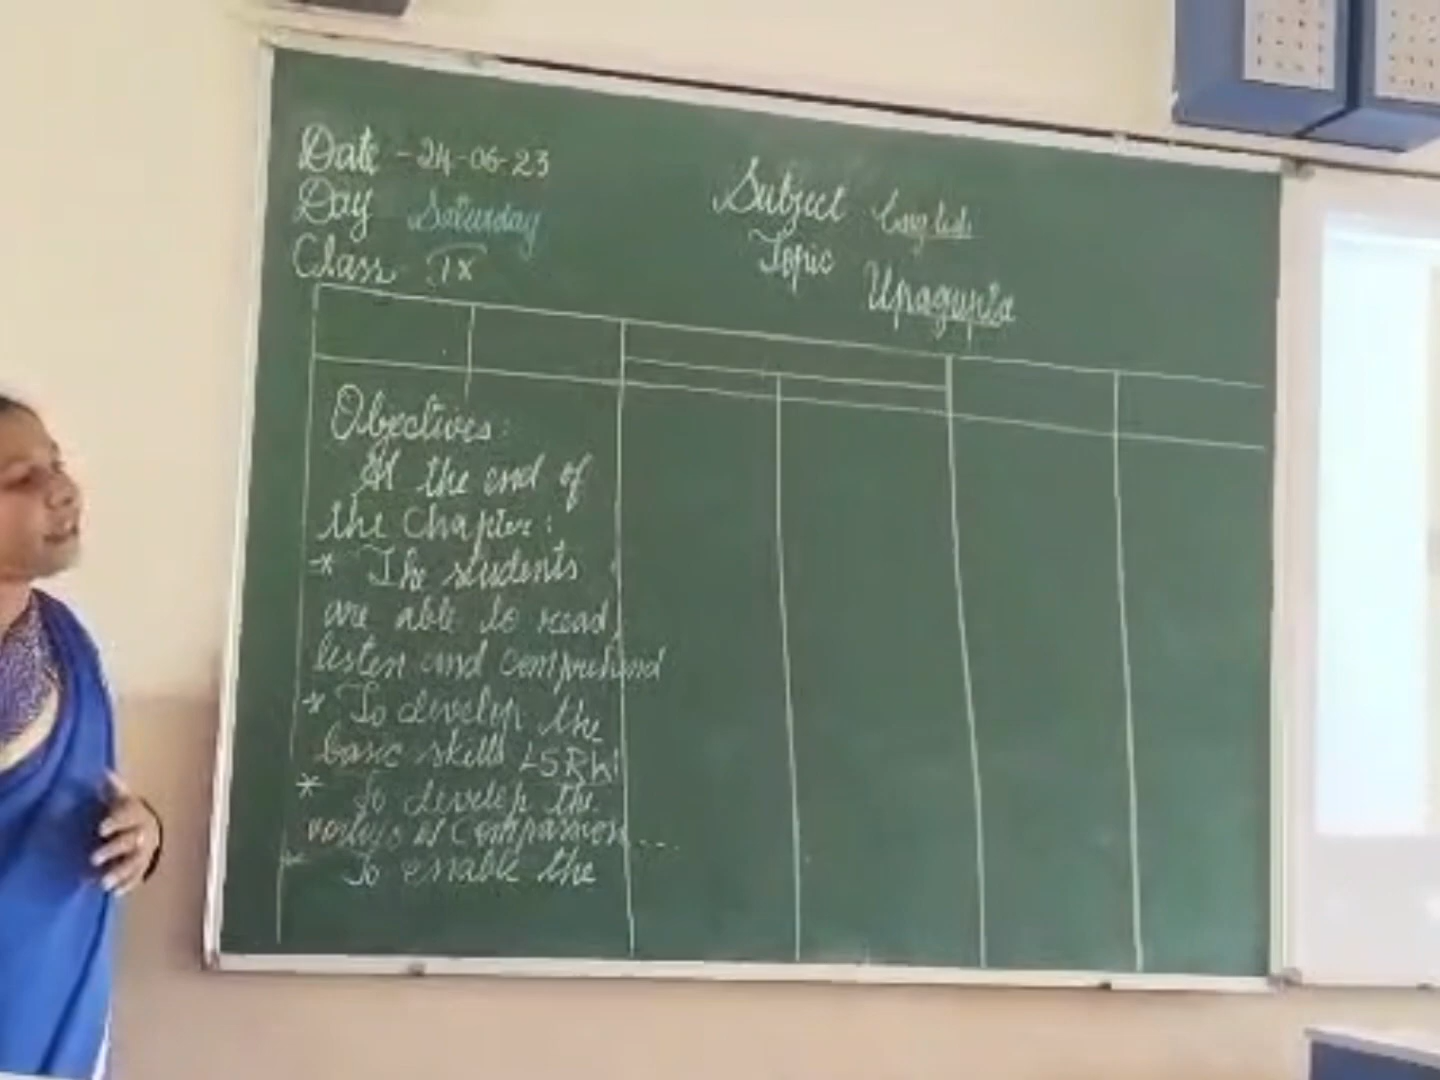 Date - 24-06-23
Day Saturday
Class IX
Subject English
Topic
Upagupta
Objectives:
At the end of
the Chapter:
* The students
are able to read,
listen and comprehend
* To develop the
basic skills LSRW
* To develop the
of Compassion...
* To enable the